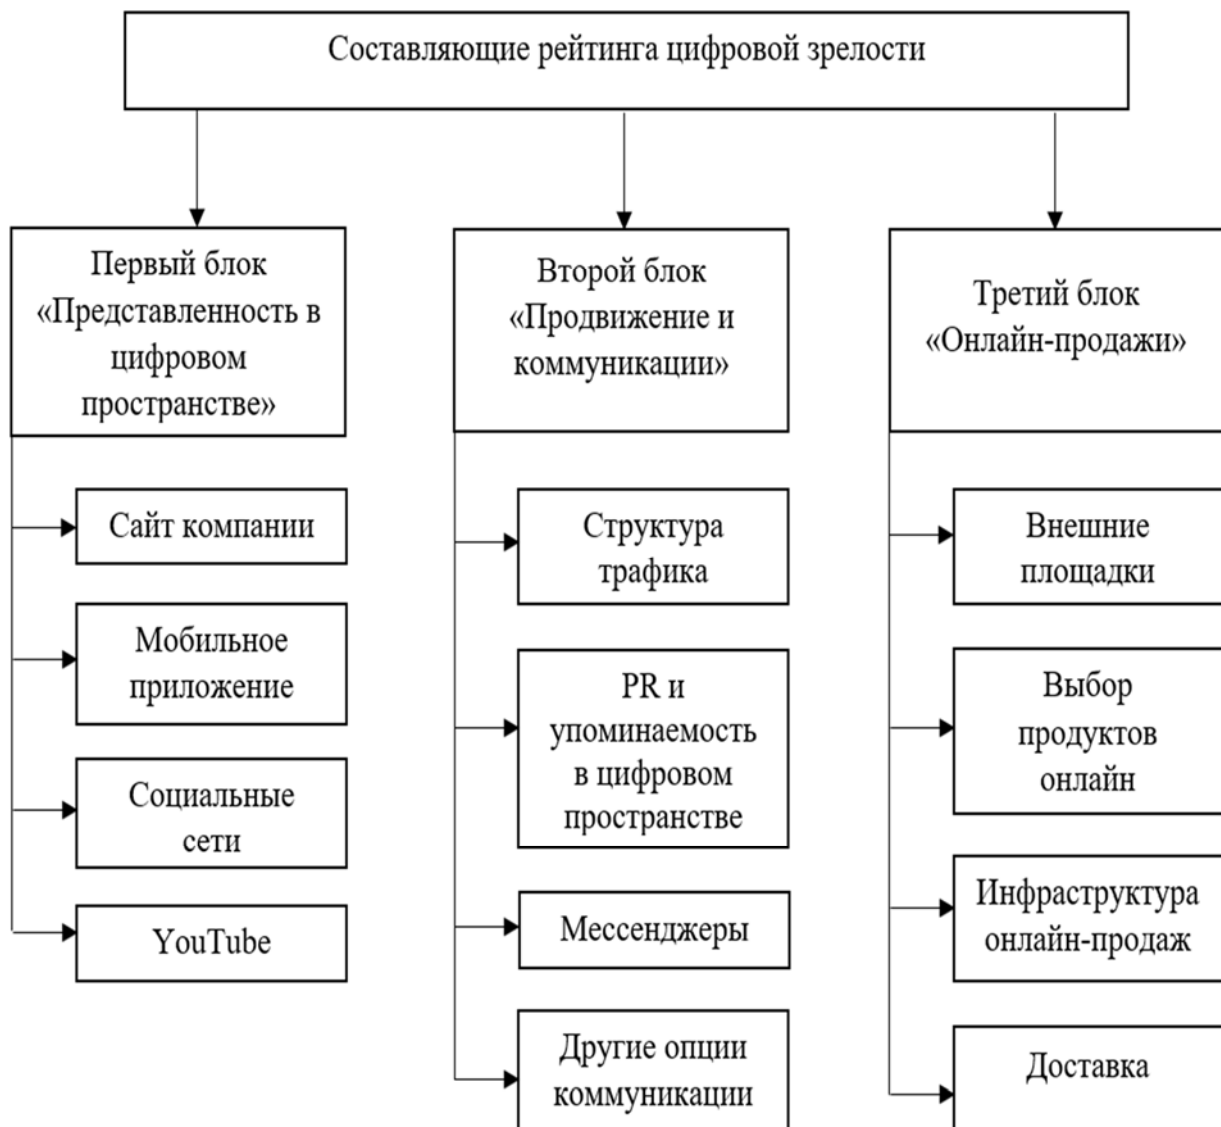 Составляющие рейтинга цифровой зрелости
Первый блок
«Представленность в
цифровом
пространстве»
Сайт компании
Мобильное
приложение
Социальные
сети
YouTube
Второй блок
«Продвижение и
коммуникации»
Структура
трафика
PR и
упоминаемость
в цифровом
пространстве
Мессенджеры
Другие опции
коммуникации
Третий блок
«Онлайн-продажи»
Внешние
площадки
Выбор
продуктов
онлайн
Инфраструктура
онлайн-продаж
Доставка